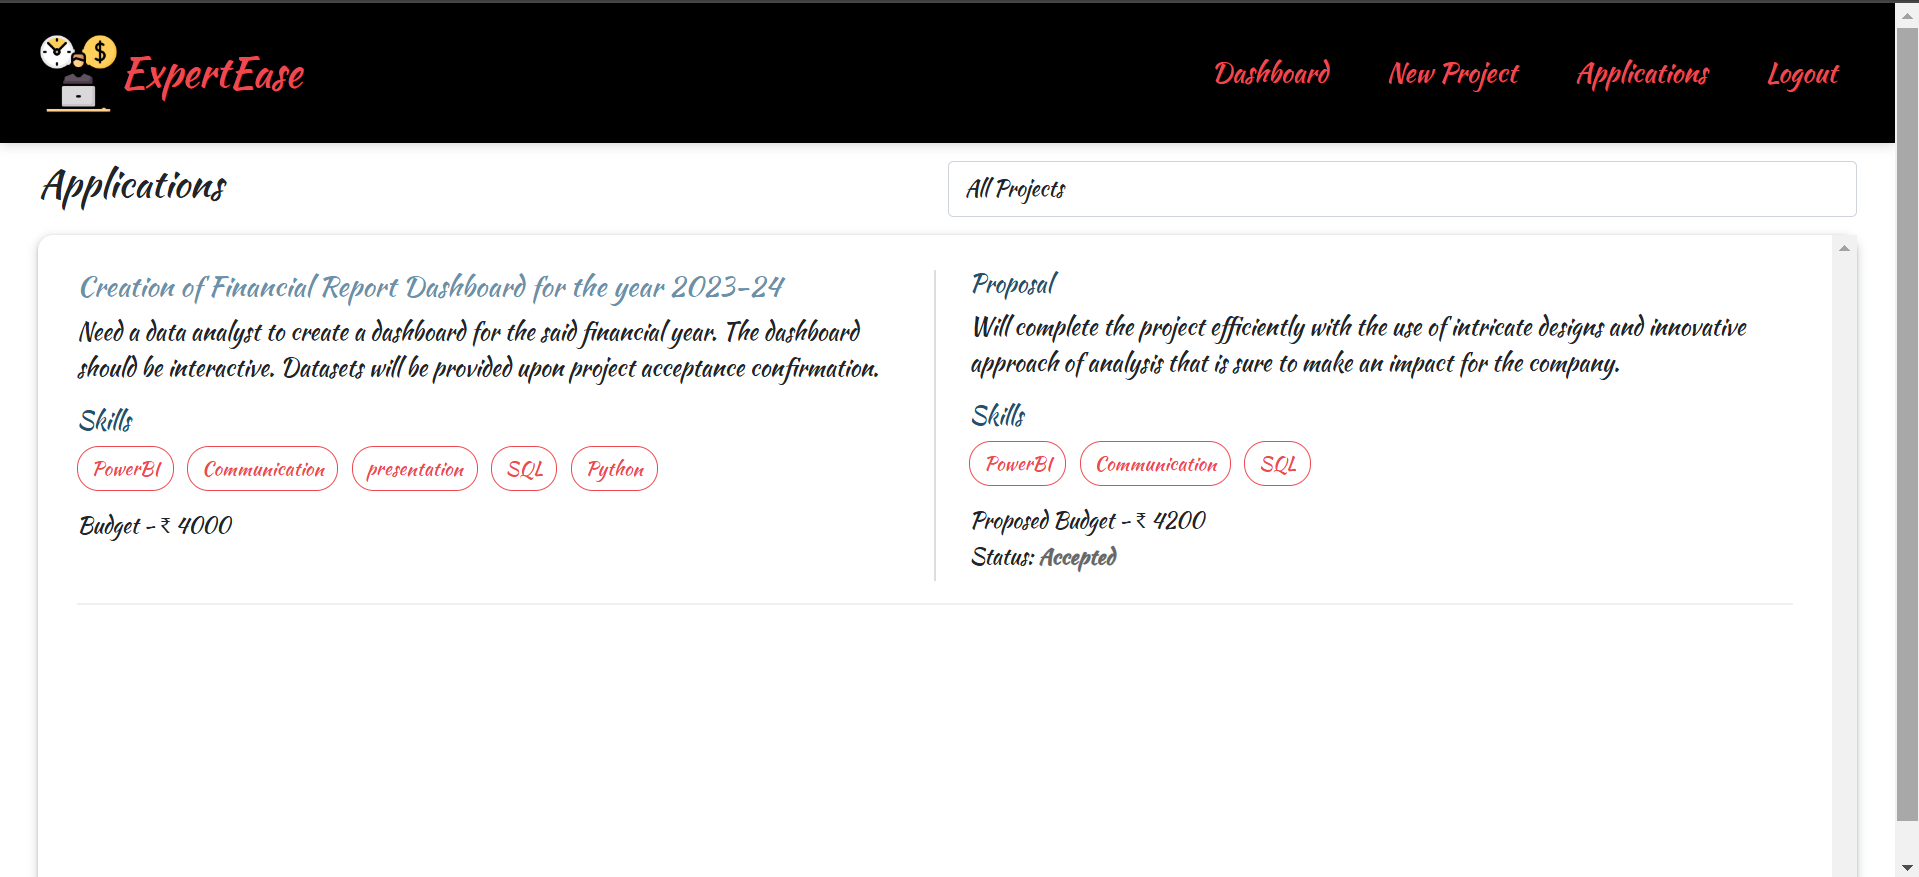 ExpertEase
Dashboard
New Project
Applications
Logout
Applications
All Projects
Creation of Financial Report Dashboard for the year 2023-24
Need a data analyst to create a dashboard for the said financial year. The dashboard
should be interactive. Datasets will be provided upon project acceptance confirmation.
Skills
PowerBI
Communication
presentation
SQL
Python
Budget - ₹ 4000
Proposal
Will complete the project efficiently with the use of intricate designs and innovative
approach of analysis that is sure to make an impact for the company.
Skills
PowerBI
Communication
SQL
Proposed Budget - ₹ 4200
Status: Accepted